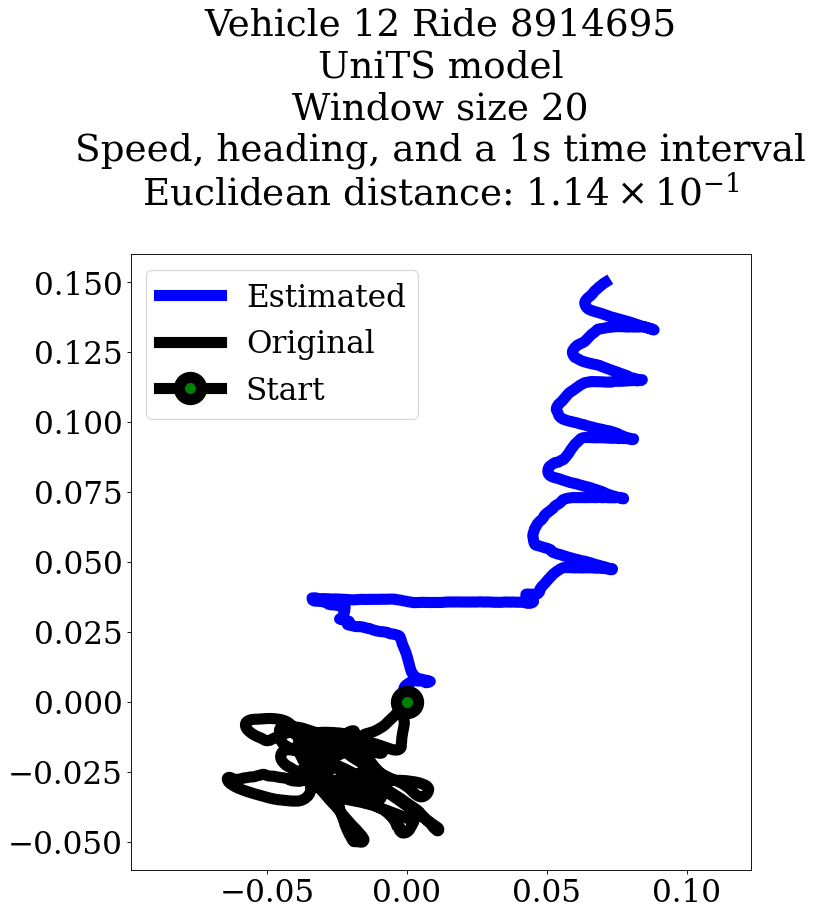 Vehicle 12 Ride 8914695
UniTS model
Window size 20
Speed, heading, and a 1s time interval
Euclidean distance: 1.14 × 10⁻¹
Estimated
Original
Start
0.150
0.125
0.100
0.075
0.050
0.025
0.000
−0.025
−0.050
−0.05
0.00
0.05
0.10